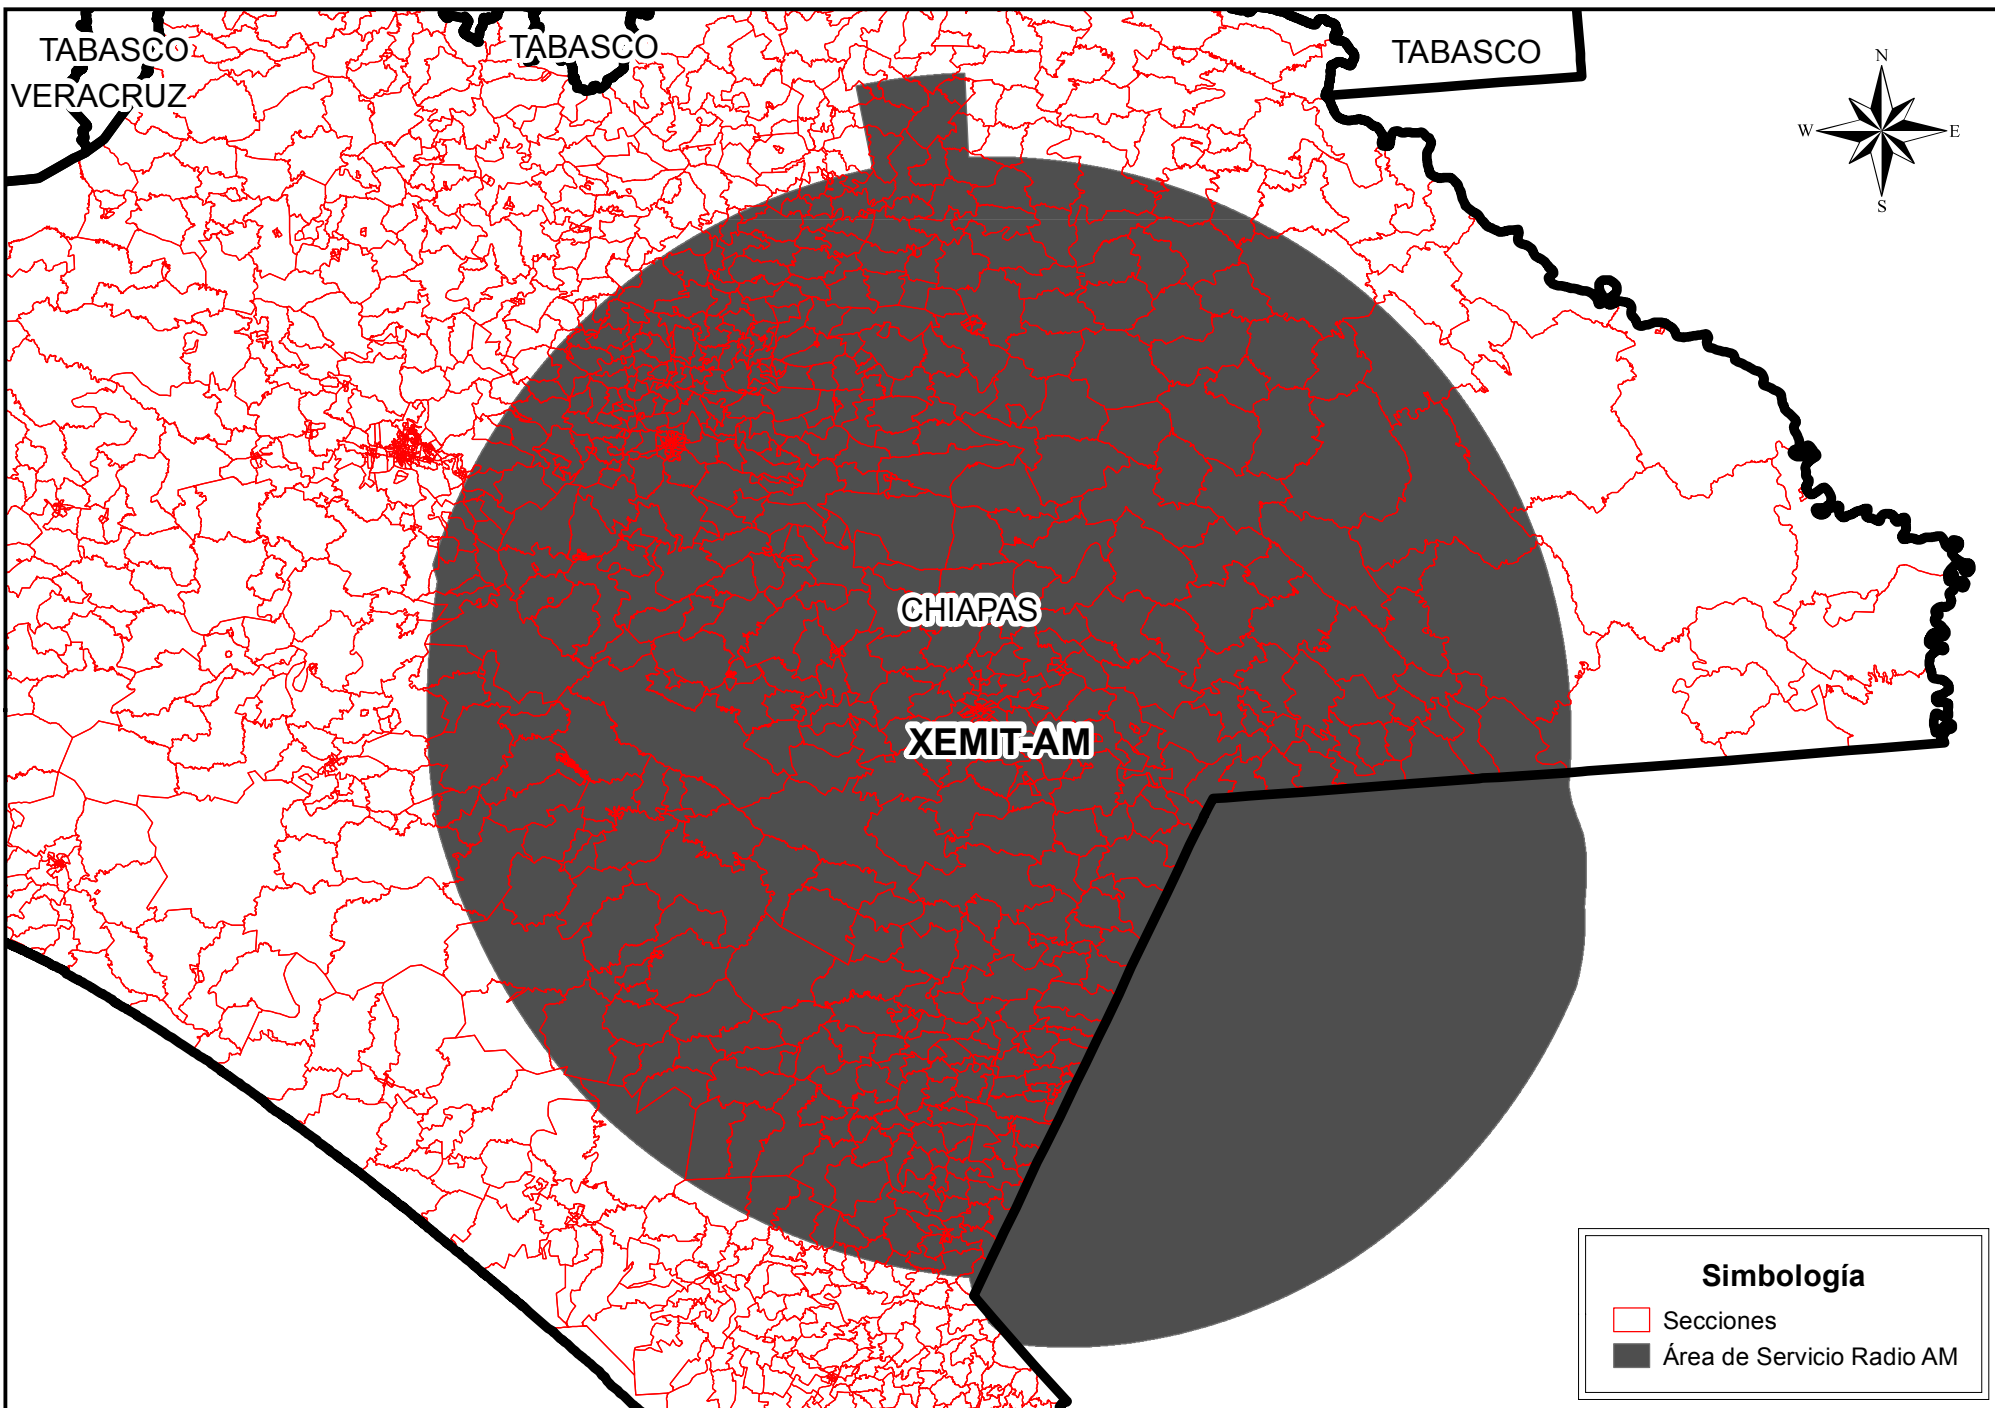 TABASCO
VERACRUZ
TABASCO
TABASCO
N
W
E
S
CHIAPAS
XEMIT-AM
Simbología
Secciones
Área de Servicio Radio AM